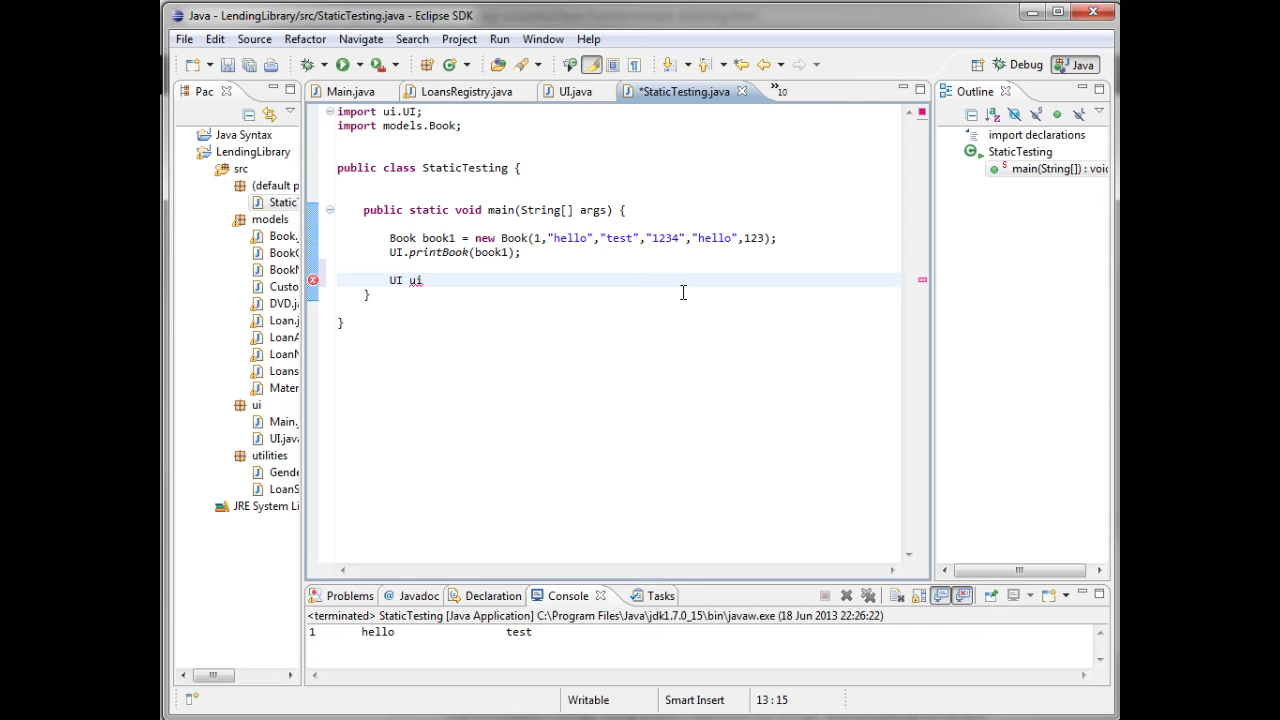 Java - LendingLibrary/src/StaticTesting.java - Eclipse SDK
File Edit Source Refactor Navigate Search Project Run Window Help
Debug Java
Pac
Main.java LoansRegistry.java UI.java *StaticTesting.java »10
Outline
Java Syntax
LendingLibrary
src
(default p
Static
models
Book.
BookC
BookN
Custo
DVD.j
Loan.j
LoanA
LoanN
Loans
Mater
ui
Main.
UI.java
utilities
Gende
LoanS
JRE System Li
import ui.UI;
import models.Book;
public class StaticTesting {
public static void main(String[] args) {
Book book1 = new Book(1,"hello","test","1234","hello",123);
UI.printBook(book1);
UI ui
}
}
import declarations
StaticTesting
main(String[]) : void
Problems @ Javadoc Declaration Console Tasks
<terminated> StaticTesting [Java Application] C:\Program Files\Java\jdk1.7.0_15\bin\javaw.exe (18 Jun 2013 22:26:22)
1 hello test
Writable Smart Insert 13 : 15